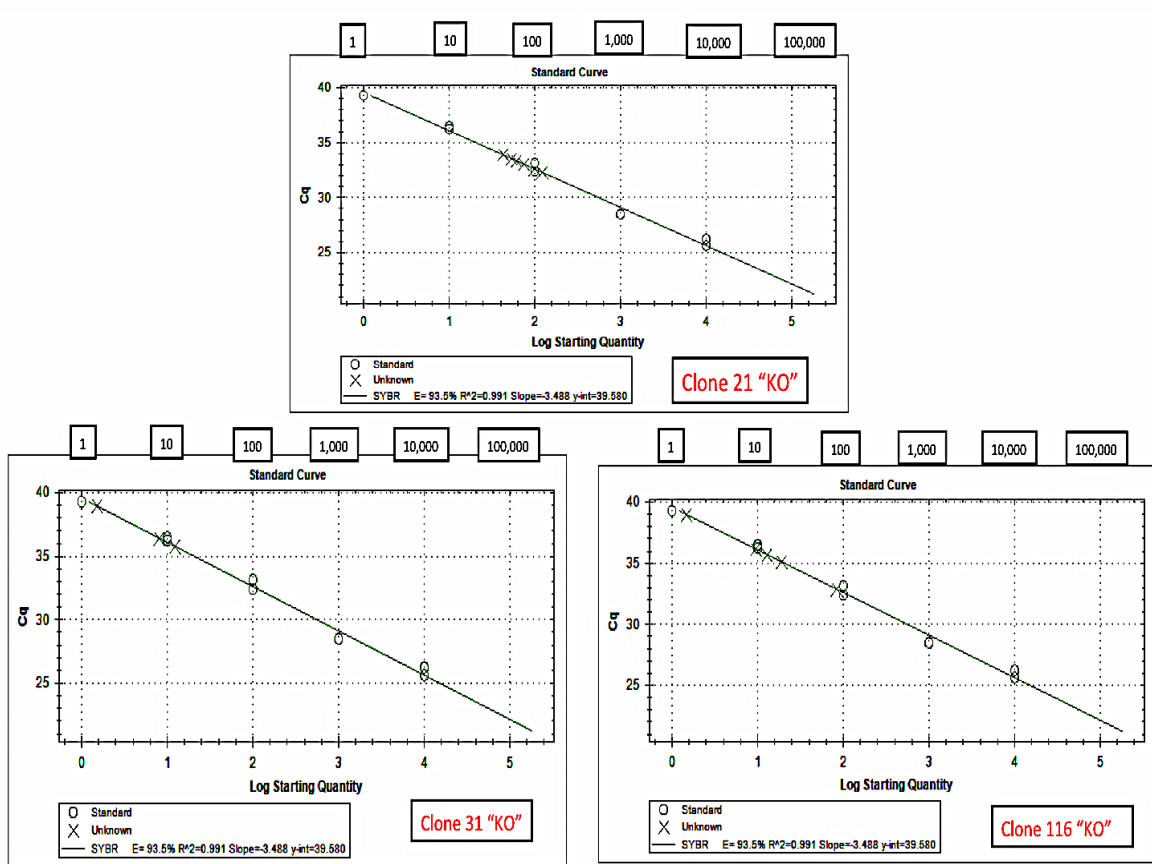 1 10 100 1,000 10,000 100,000
Standard Curve
40
35
30
25
Cq
0 1 2 3 4 5
Log Starting Quantity
Standard
Unknown
SYBR E= 93.5% R^2=0.991 Slope=-3.488 y-int=39.580
Clone 21 “KO”
1 10 100 1,000 10,000 100,000
Standard Curve
40
35
30
25
Cq
0 1 2 3 4 5
Log Starting Quantity
Standard
Unknown
SYBR E= 93.5% R^2=0.991 Slope=-3.488 y-int=39.580
Clone 31 “KO”
1 10 100 1,000 10,000 100,000
Standard Curve
40
35
30
25
Cq
0 1 2 3 4 5
Log Starting Quantity
Standard
Unknown
SYBR E= 93.5% R^2=0.991 Slope=-3.488 y-int=39.580
Clone 116 “KO”